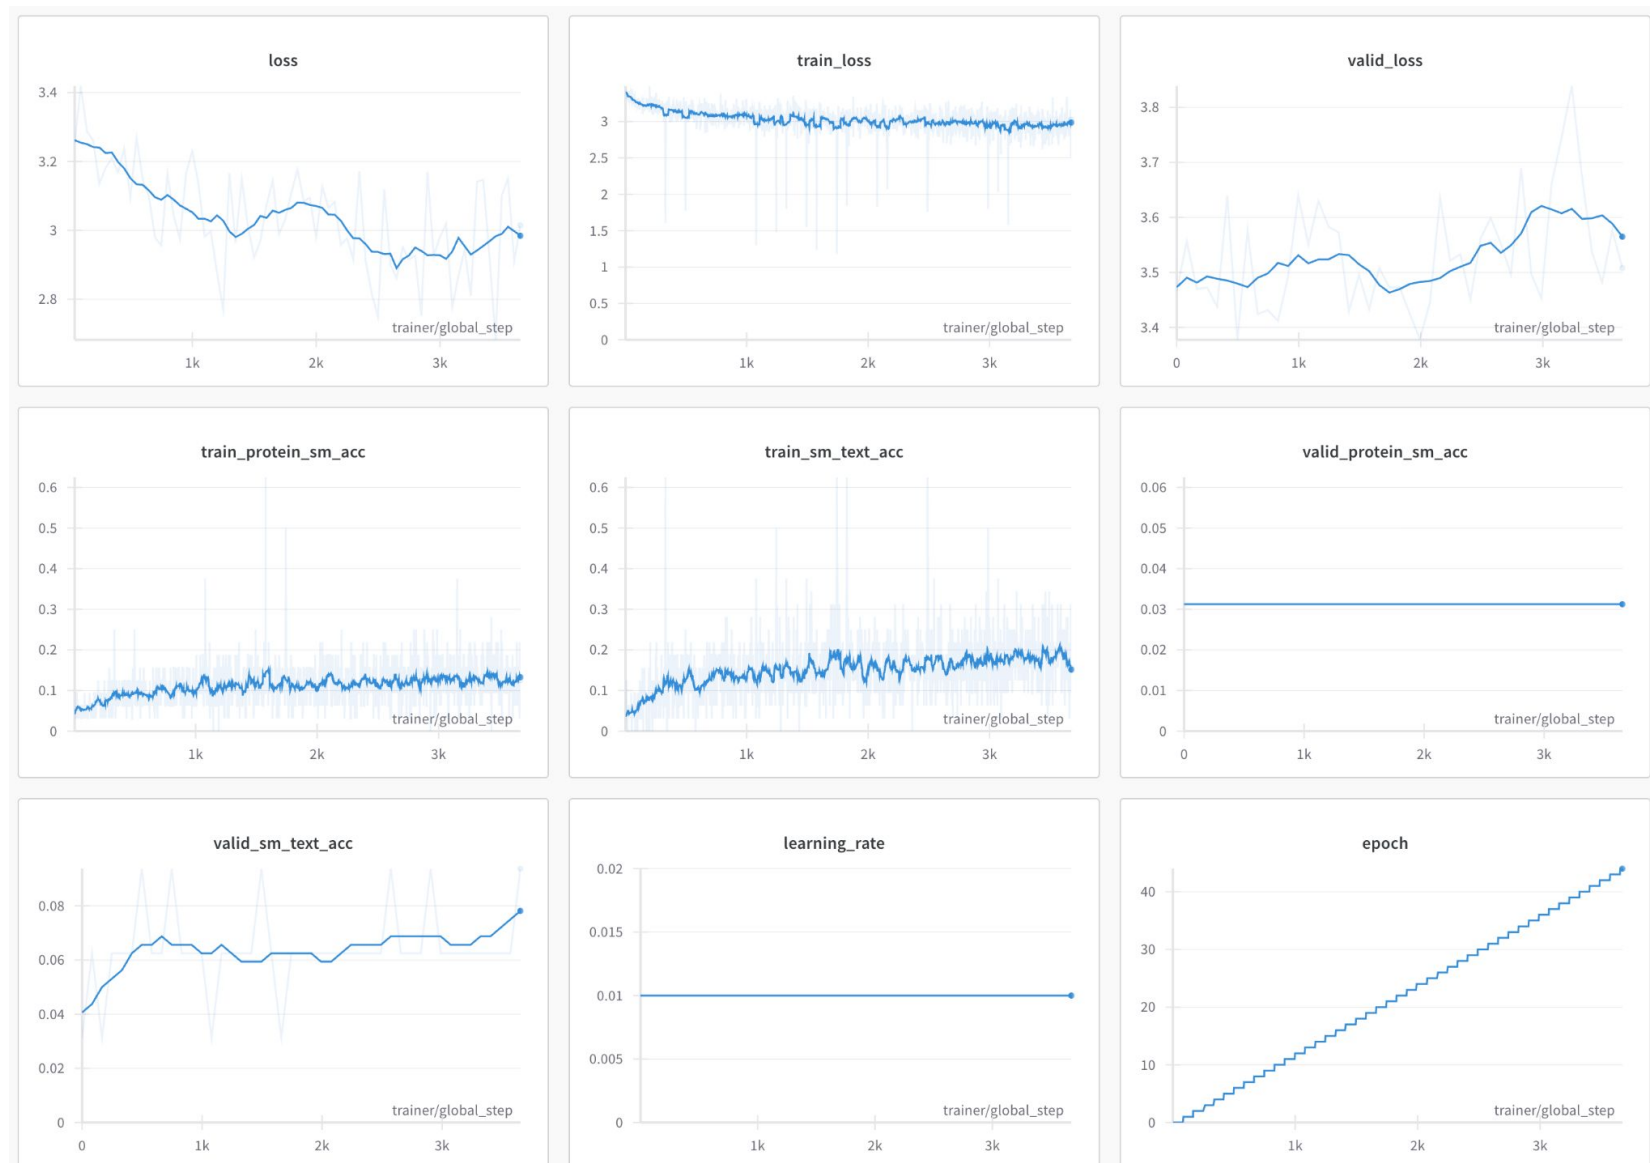 loss
3.4
3.2
3
2.8
trainer/global_step
1k 2k 3k
train_loss
3
2.5
2
1.5
1
0.5
0
trainer/global_step
1k 2k 3k
valid_loss
3.8
3.7
3.6
3.5
3.4
trainer/global_step
0 1k 2k 3k
train_protein_sm_acc
0.6
0.5
0.4
0.3
0.2
0.1
0
trainer/global_step
1k 2k 3k
train_sm_text_acc
0.6
0.5
0.4
0.3
0.2
0.1
0
trainer/global_step
1k 2k 3k
valid_protein_sm_acc
0.06
0.05
0.04
0.03
0.02
0.01
0
trainer/global_step
0 1k 2k 3k
valid_sm_text_acc
0.08
0.06
0.04
0.02
0
trainer/global_step
0 1k 2k 3k
learning_rate
0.02
0.015
0.01
0.005
0
trainer/global_step
1k 2k 3k
epoch
40
30
20
10
0
trainer/global_step
1k 2k 3k